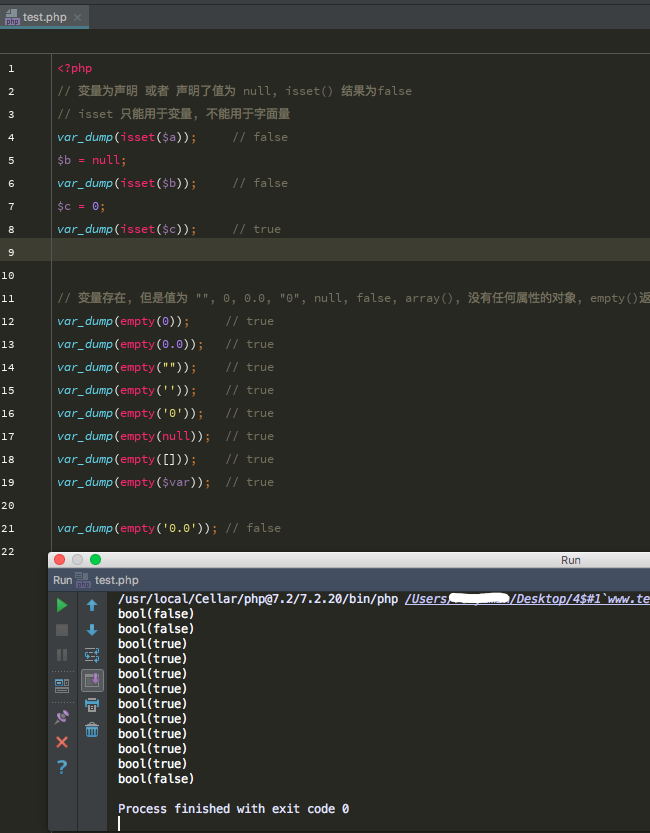 test.php
1 <?php
2 // 变量为声明 或者 声明了值为 null, isset() 结果为false
3 // isset 只能用于变量, 不能用于字面量
4 var_dump(isset($a)); // false
5 $b = null;
6 var_dump(isset($b)); // false
7 $c = 0;
8 var_dump(isset($c)); // true
9
10
11 // 变量存在, 但是值为 "", 0, 0.0, "0", null, false, array(), 没有任何属性的对象, empty()返
12 var_dump(empty(0)); // true
13 var_dump(empty(0.0)); // true
14 var_dump(empty("")); // true
15 var_dump(empty('')); // true
16 var_dump(empty('0')); // true
17 var_dump(empty(null)); // true
18 var_dump(empty([])); // true
19 var_dump(empty($var)); // true
20
21 var_dump(empty('0.0')); // false
22
Run
Run test.php
/usr/local/Cellar/php@7.2/7.2.20/bin/php /Users/ /Desktop/4$#1`www.te
bool(false)
bool(false)
bool(true)
bool(true)
bool(true)
bool(true)
bool(true)
bool(true)
bool(true)
bool(true)
bool(true)
bool(false)
Process finished with exit code 0